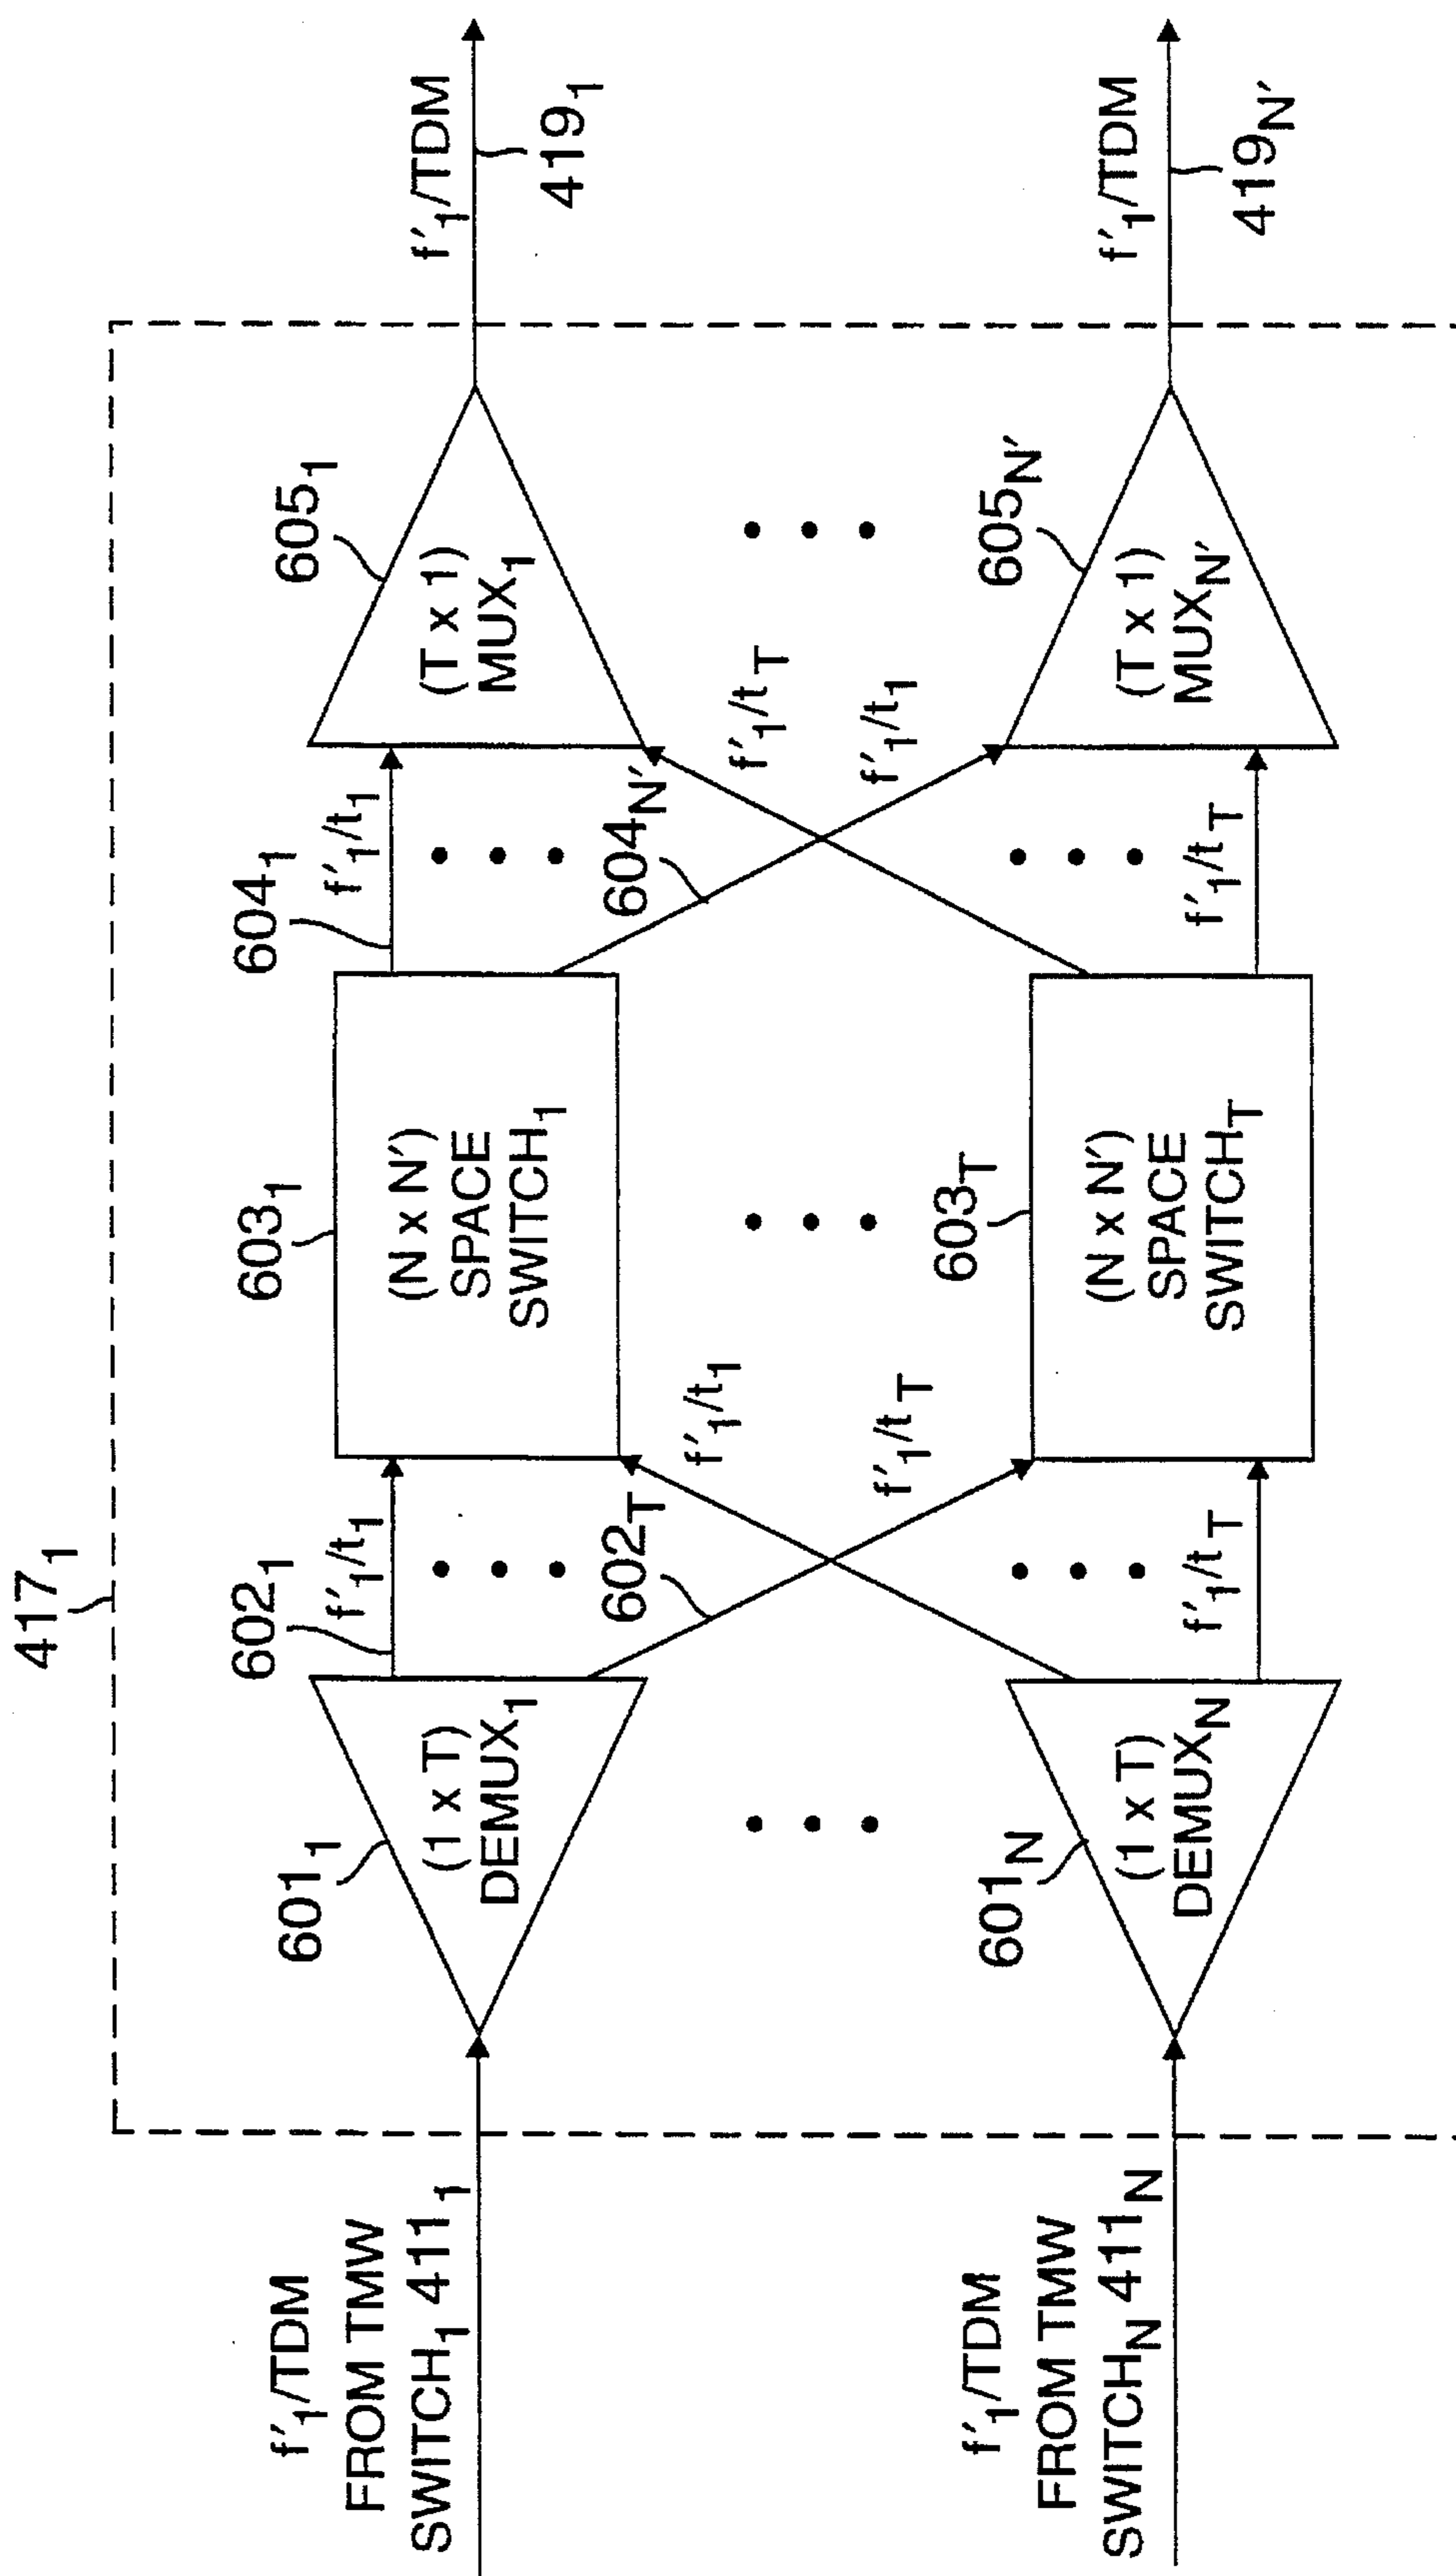 417₁
f′₁/TDM
FROM TMW
SWITCH₁ 411₁
601₁
(1 x T)
DEMUX₁
602₁
f′₁/t₁
602_T
f′₁/t₁
603₁
(N x N′)
SPACE
SWITCH₁
604₁
f′₁/t₁
604_N′
f′₁/t_T
605₁
(T x 1)
MUX₁
f′₁/TDM
419₁
f′₁/TDM
FROM TMW
SWITCH_N 411_N
601_N
(1 x T)
DEMUX_N
f′₁/t_T
f′₁/t_T
603_T
(N x N′)
SPACE
SWITCH_T
f′₁/t₁
f′₁/t_T
605_N′
(T x 1)
MUX_N′
f′₁/TDM
419_N′